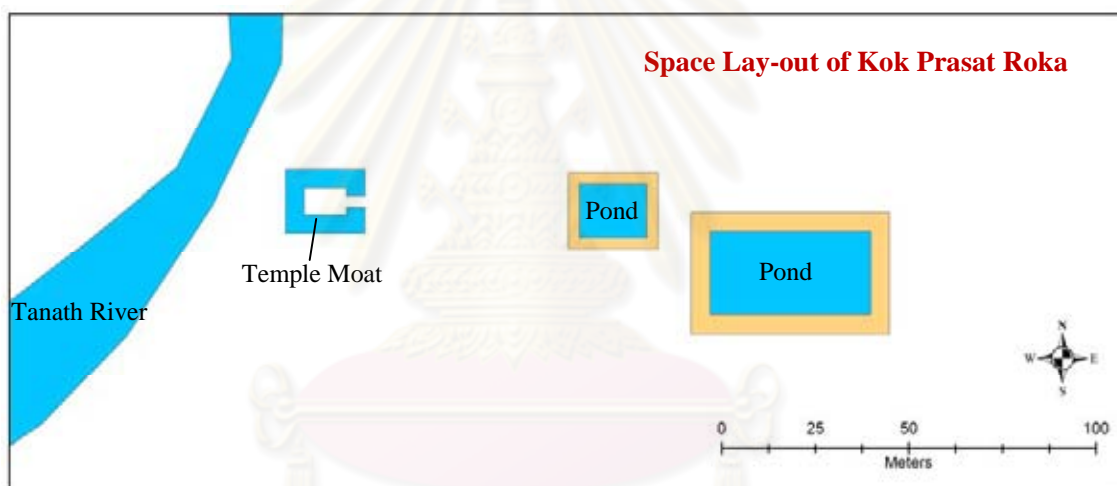 Space Lay-out of Kok Prasat Roka
Pond
Temple Moat
Pond
Tanath River
N
W E
S
0 25 50 100
Meters